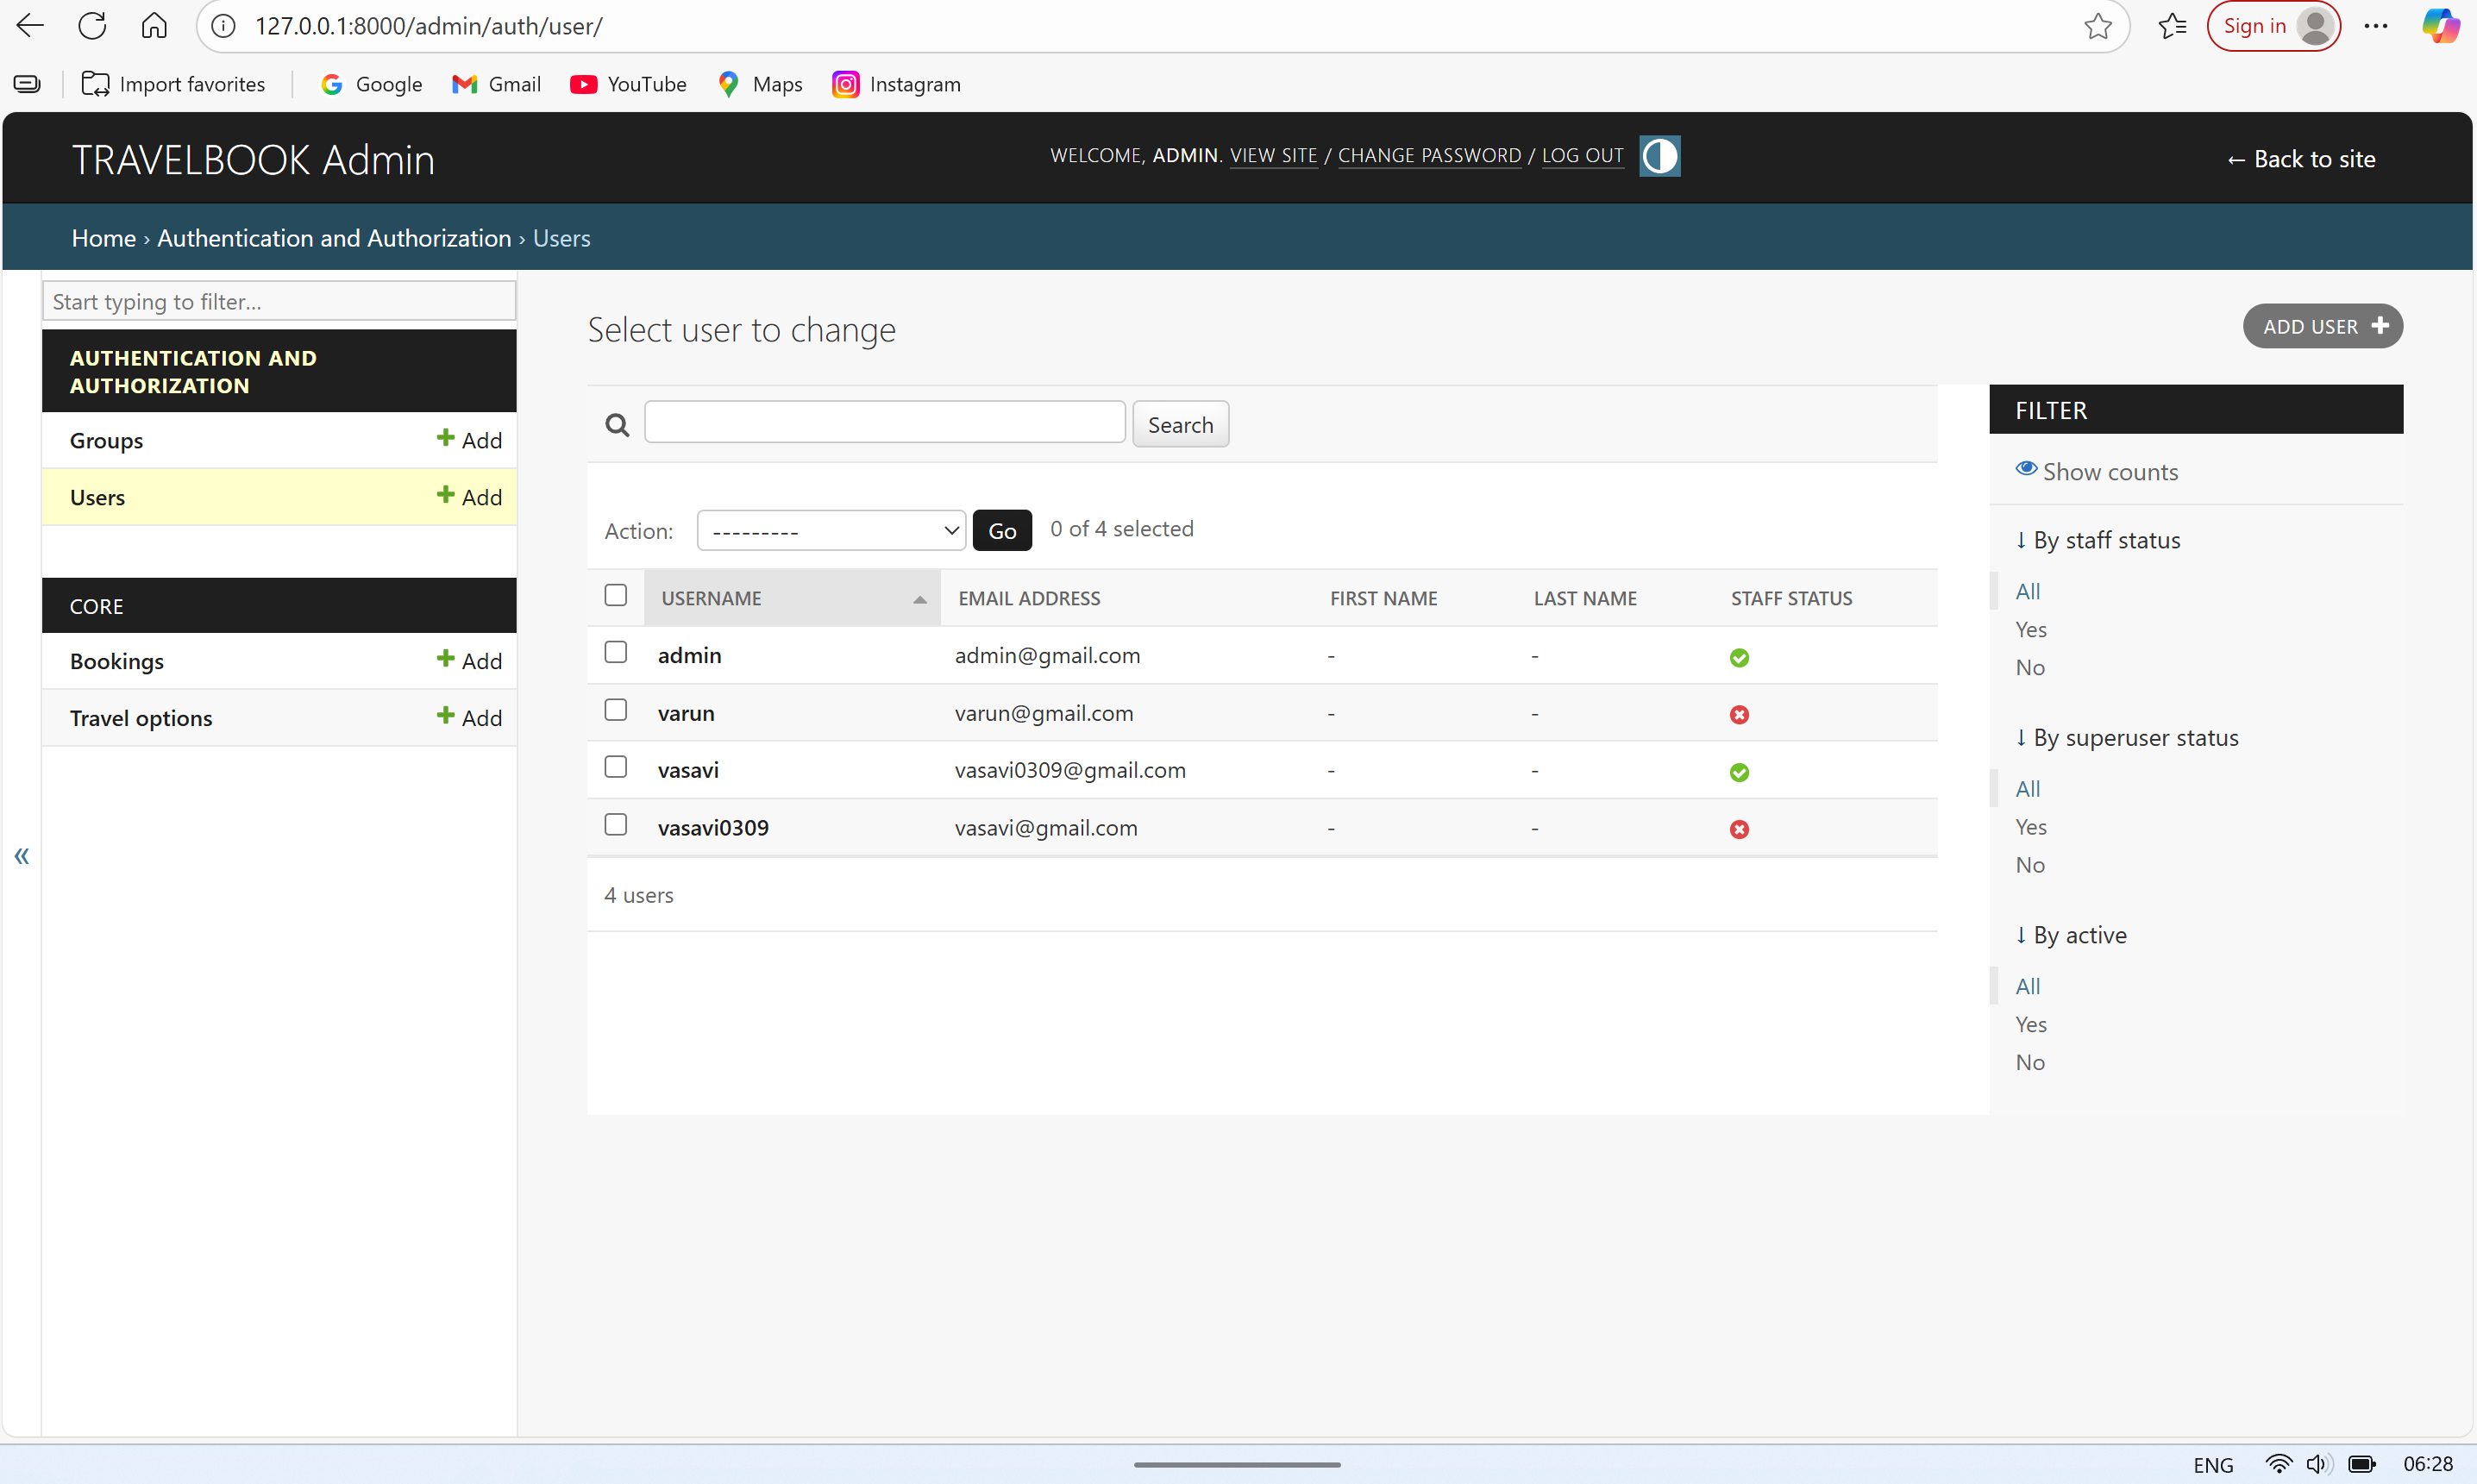 127.0.0.1:8000/admin/auth/user/
Sign in
Import favorites
Google
Gmail
YouTube
Maps
Instagram
TRAVELBOOK Admin
WELCOME, ADMIN. VIEW SITE / CHANGE PASSWORD / LOG OUT
← Back to site
Home › Authentication and Authorization › Users
Start typing to filter...
AUTHENTICATION AND
AUTHORIZATION
Groups + Add
Users + Add
CORE
Bookings + Add
Travel options + Add
«
Select user to change
ADD USER +
Search
Action: --------- Go 0 of 4 selected
USERNAME EMAIL ADDRESS FIRST NAME LAST NAME STAFF STATUS
admin admin@gmail.com - -
varun varun@gmail.com - -
vasavi vasavi0309@gmail.com - -
vasavi0309 vasavi@gmail.com - -
4 users
FILTER
Show counts
↓ By staff status
All
Yes
No
↓ By superuser status
All
Yes
No
↓ By active
All
Yes
No
ENG
06:28